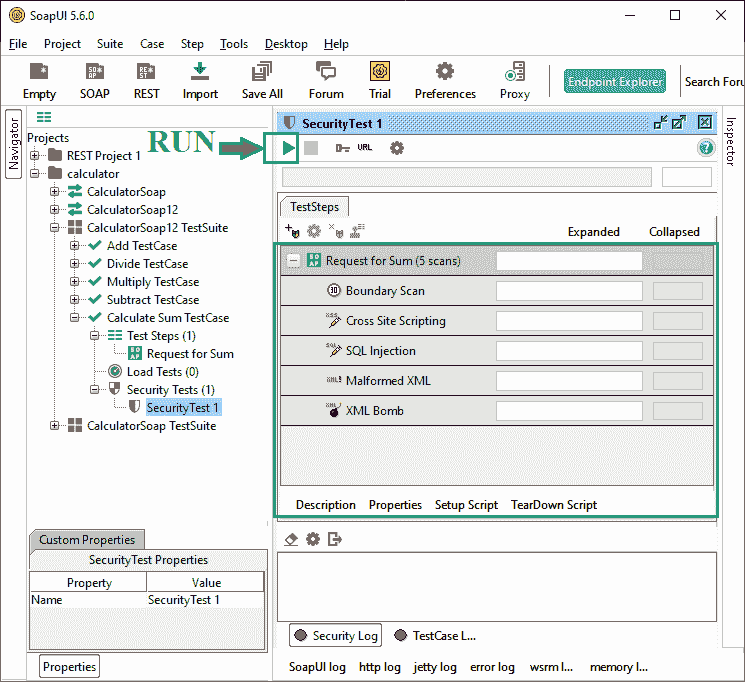 SoapUI 5.6.0
File Project Suite Case Step Tools Desktop Help
Empty SOAP REST Import Save All Forum Trial Preferences Proxy Endpoint Explorer Search Foru
Navigator
Projects
REST Project 1
calculator
CalculatorSoap
CalculatorSoap12
CalculatorSoap12 TestSuite
Add TestCase
Divide TestCase
Multiply TestCase
Subtract TestCase
Calculate Sum TestCase
Test Steps (1)
Request for Sum
Load Tests (0)
Security Tests (1)
SecurityTest 1
CalculatorSoap TestSuite
RUN
SecurityTest 1
URL
Inspector
TestSteps
Expanded Collapsed
Request for Sum (5 scans)
Boundary Scan
Cross Site Scripting
SQL Injection
Malformed XML
XML Bomb
Description Properties Setup Script TearDown Script
Custom Properties
SecurityTest Properties
Property Value
Name SecurityTest 1
Properties
Security Log TestCase L...
SoapUI log http log jetty log error log wsrm l... memory l...